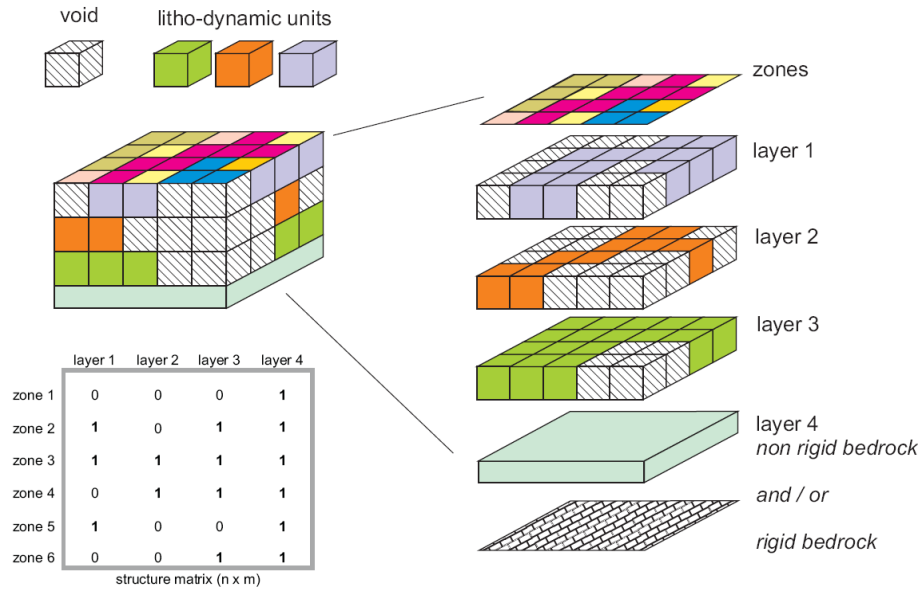 void
litho-dynamic units
zones
layer 1
layer 2
layer 3
layer 4
non rigid bedrock
and / or
rigid bedrock
layer 1 layer 2 layer 3 layer 4
zone 1 0 0 0 1
zone 2 1 0 1 1
zone 3 1 1 1 1
zone 4 0 1 1 1
zone 5 1 0 0 1
zone 6 0 0 1 1
structure matrix (n x m)